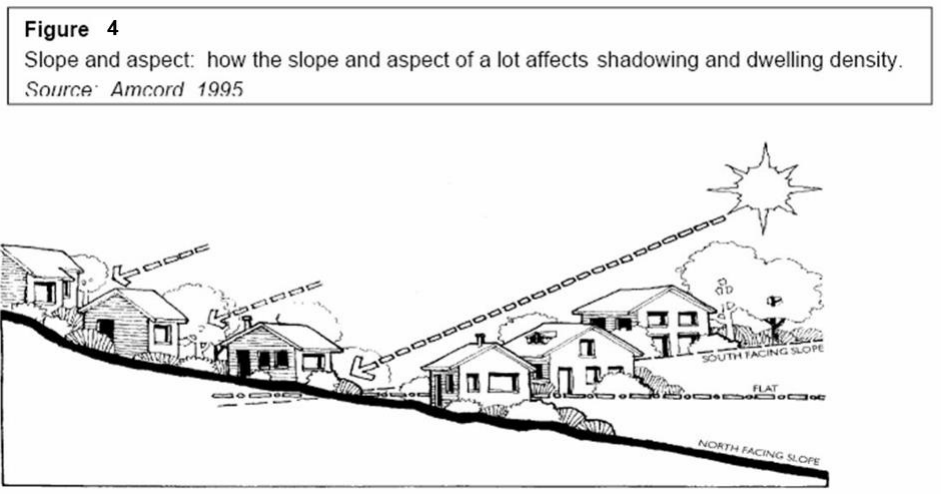 Figure 4
Slope and aspect: how the slope and aspect of a lot affects shadowing and dwelling density.
Source: Amcord 1995
SOUTH FACING SLOPE
FLAT
NORTH FACING SLOPE